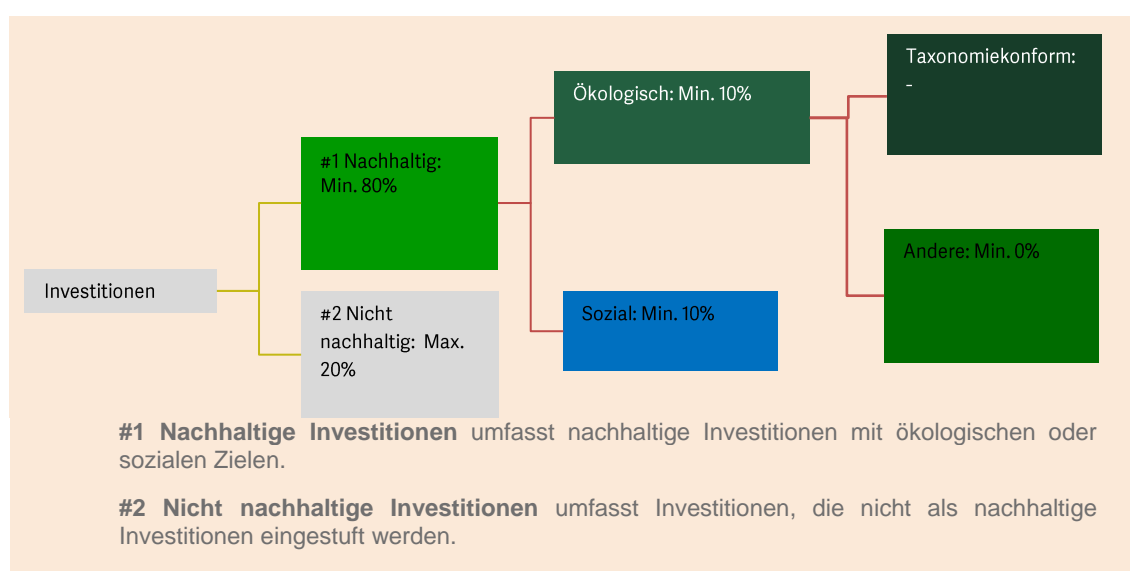 Investitionen
#1 Nachhaltig:
Min. 80%
#2 Nicht
nachhaltig: Max.
20%
Ökologisch: Min. 10%
Sozial: Min. 10%
Taxonomiekonform:
-
Andere: Min. 0%
#1 Nachhaltige Investitionen umfasst nachhaltige Investitionen mit ökologischen oder
sozialen Zielen.
#2 Nicht nachhaltige Investitionen umfasst Investitionen, die nicht als nachhaltige
Investitionen eingestuft werden.